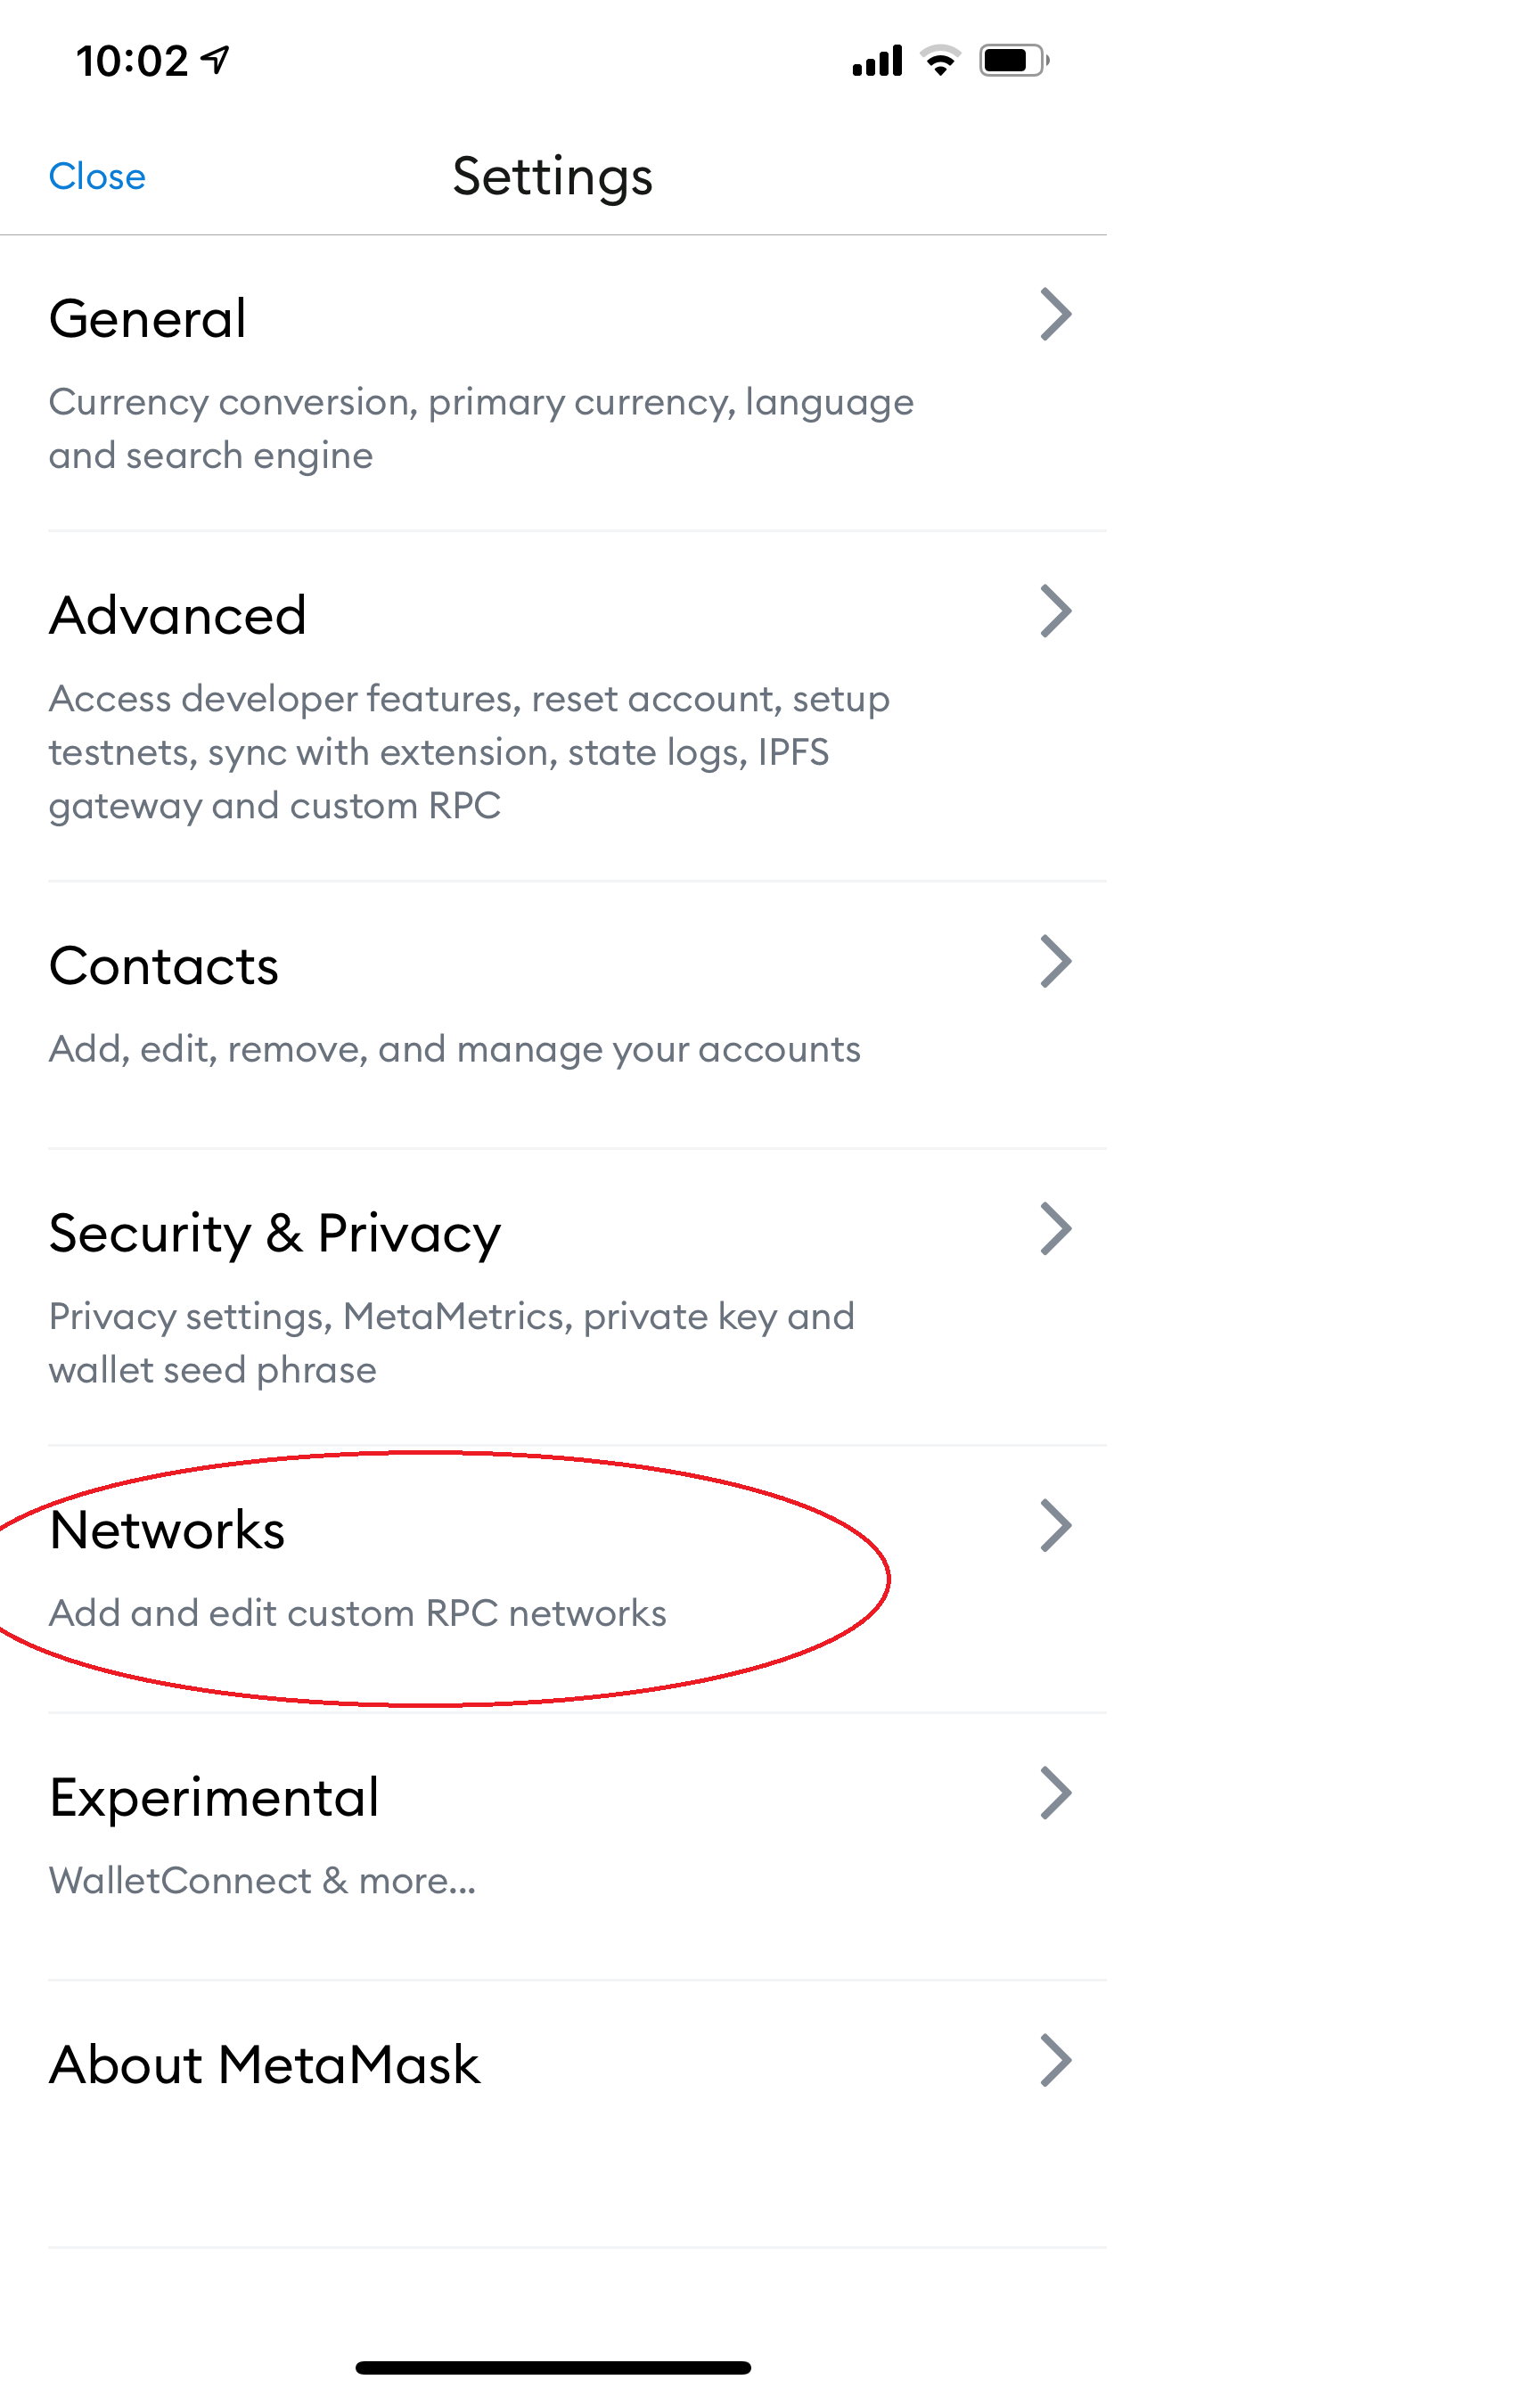 10:02
Close
Settings
General
Currency conversion, primary currency, language
and search engine
Advanced
Access developer features, reset account, setup
testnets, sync with extension, state logs, IPFS
gateway and custom RPC
Contacts
Add, edit, remove, and manage your accounts
Security & Privacy
Privacy settings, MetaMetrics, private key and
wallet seed phrase
Networks
Add and edit custom RPC networks
Experimental
WalletConnect & more...
About MetaMask